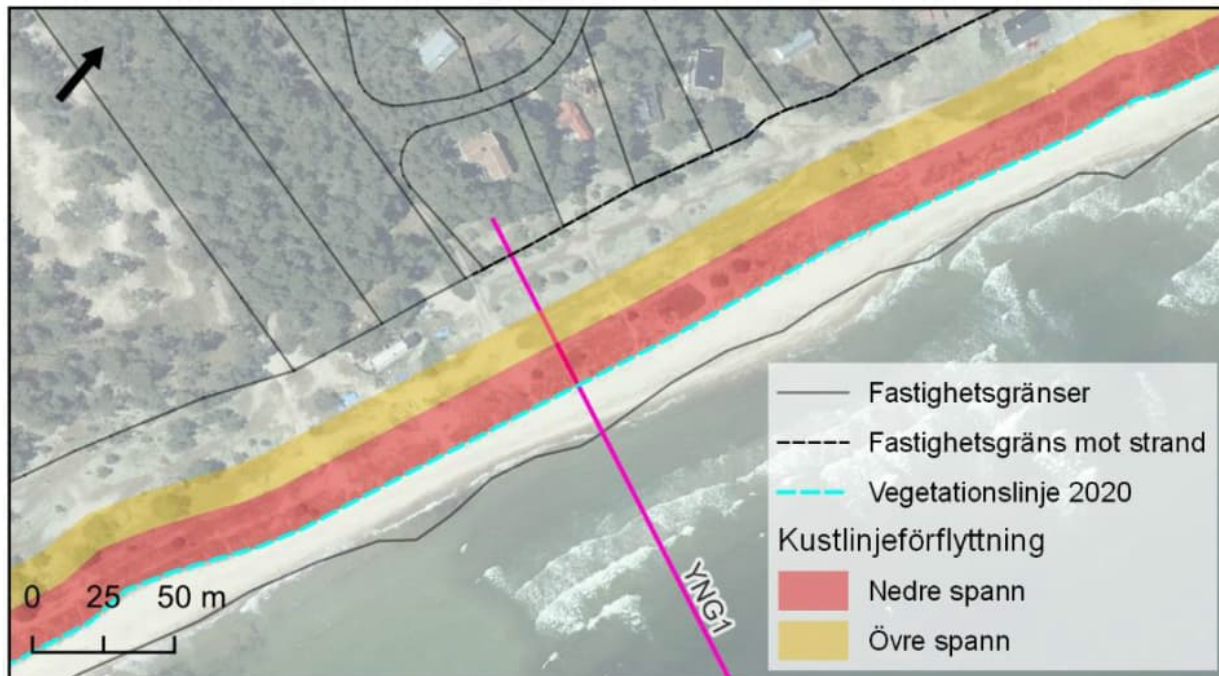 Fastighetsgränser
Fastighetsgräns mot strand
Vegetationslinje 2020
Kustlinjeförflyttning
Nedre spann
Övre spann
YNG1
0 25 50 m